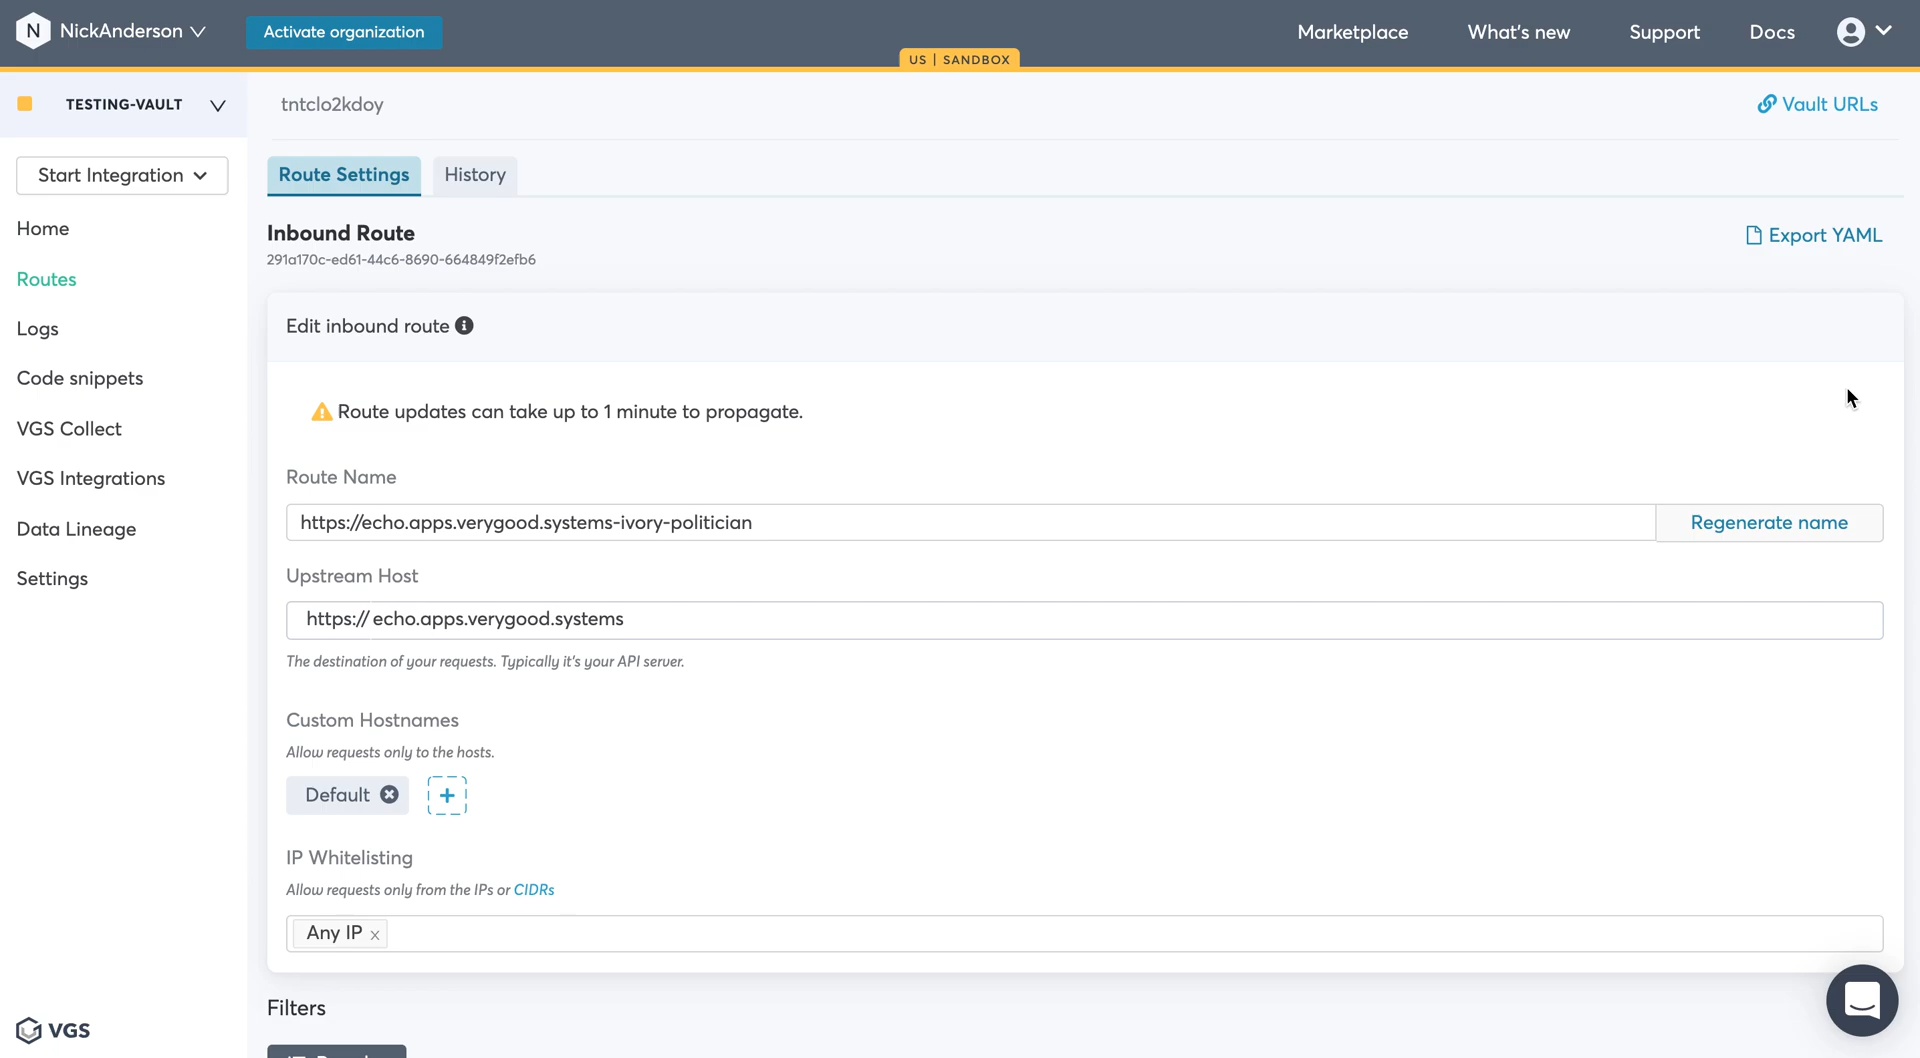 N NickAnderson
Activate organization
Marketplace
What's new
Support
Docs
US | SANDBOX
TESTING-VAULT
tntclo2kdoy
Vault URLs
Start Integration
Route Settings
History
Home
Inbound Route
Export YAML
291a170c-ed61-44c6-8690-664849f2efb6
Routes
Logs
Edit inbound route
Code snippets
Route updates can take up to 1 minute to propagate.
VGS Collect
VGS Integrations
Route Name
https://echo.apps.verygood.systems-ivory-politician
Regenerate name
Data Lineage
Settings
Upstream Host
https:// echo.apps.verygood.systems
The destination of your requests. Typically it's your API server.
Custom Hostnames
Allow requests only to the hosts.
Default
+
IP Whitelisting
Allow requests only from the IPs or CIDRs
Any IP x
Filters
VGS